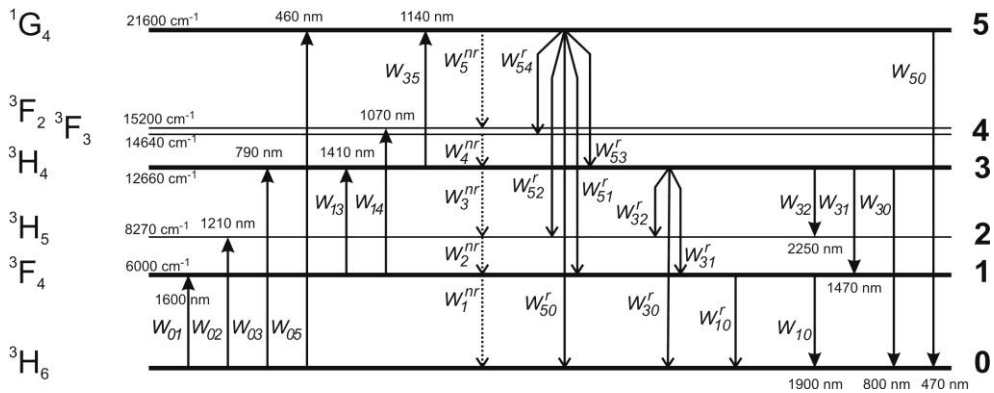 ¹G₄ 21600 cm⁻¹ 460 nm 1140 nm 5
W₃₅ W₅ⁿʳ W₅₄ʳ W₅₀
³F₂ ³F₃ 15200 cm⁻¹ 1070 nm 4
14640 cm⁻¹
³H₄ 790 nm 1410 nm W₄ⁿʳ W₅₃ʳ 3
12660 cm⁻¹
W₁₃ W₁₄ W₃ⁿʳ W₅₂ʳ W₅₁ʳ W₃₂ʳ W₃₂ W₃₁ W₃₀
³H₅ 8270 cm⁻¹ 1210 nm 2
W₂ⁿʳ W₃₁ʳ 2250 nm
³F₄ 6000 cm⁻¹ 1
1600 nm 1470 nm
W₀₁ W₀₂ W₀₃ W₀₅ W₁ⁿʳ W₅₀ʳ W₃₀ʳ W₁₀ʳ W₁₀
³H₆ 0
1900 nm 800 nm 470 nm